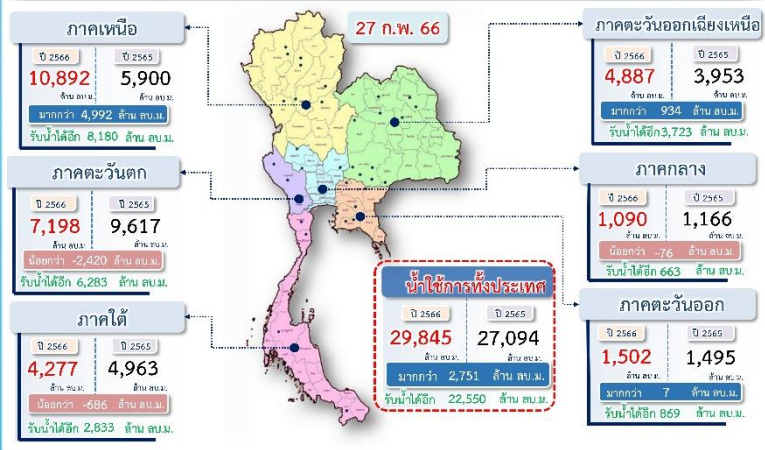 27 ก.พ. 66
ภาคเหนือ
ปี 2566 ปี 2565
10,892 5,900
ล้าน ลบ.ม. ล้าน ลบ.ม.
มากกว่า 4,992 ล้าน ลบ.ม.
รับน้ำได้อีก 8,180 ล้าน ลบ.ม.
ภาคตะวันตก
ปี 2566 ปี 2565
7,198 9,617
ล้าน ลบ.ม. ล้าน ลบ.ม.
น้อยกว่า -2,420 ล้าน ลบ.ม.
รับน้ำได้อีก 6,283 ล้าน ลบ.ม.
ภาคใต้
ปี 2566 ปี 2565
4,277 4,963
ล้าน ลบ.ม. ล้าน ลบ.ม.
น้อยกว่า -686 ล้าน ลบ.ม.
รับน้ำได้อีก 2,833 ล้าน ลบ.ม.
น้ำใช้การทั้งประเทศ
ปี 2566 ปี 2565
29,845 27,094
ล้าน ลบ.ม. ล้าน ลบ.ม.
มากกว่า 2,751 ล้าน ลบ.ม.
รับน้ำได้อีก 22,550 ล้าน ลบ.ม.
ภาคตะวันออกเฉียงเหนือ
ปี 2566 ปี 2565
4,887 3,953
ล้าน ลบ.ม. ล้าน ลบ.ม.
มากกว่า 934 ล้าน ลบ.ม.
รับน้ำได้อีก3,723 ล้าน ลบ.ม.
ภาคกลาง
ปี 2566 ปี 2565
1,090 1,166
ล้าน ลบ.ม. ล้าน ลบ.ม.
น้อยกว่า -76 ล้าน ลบ.ม.
รับน้ำได้อีก 663 ล้าน ลบ.ม.
ภาคตะวันออก
ปี 2566 ปี 2565
1,502 1,495
ล้าน ลบ.ม. ล้าน ลบ.ม.
มากกว่า 7 ล้าน ลบ.ม.
รับน้ำได้อีก 869 ล้าน ลบ.ม.